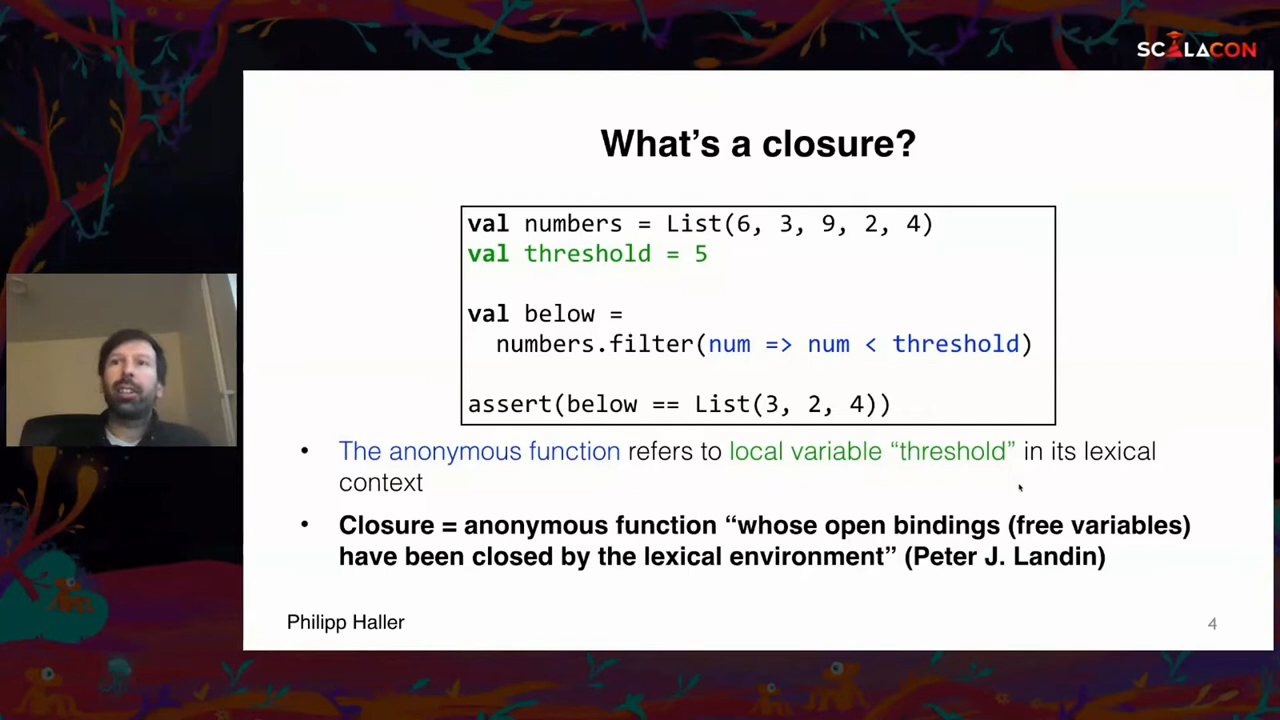 SCALACON
What's a closure?
val numbers = List(6, 3, 9, 2, 4)
val threshold = 5
val below =
numbers.filter(num => num < threshold)
assert(below == List(3, 2, 4))
• The anonymous function refers to local variable “threshold” in its lexical
context
• Closure = anonymous function “whose open bindings (free variables)
have been closed by the lexical environment” (Peter J. Landin)
Philipp Haller
4